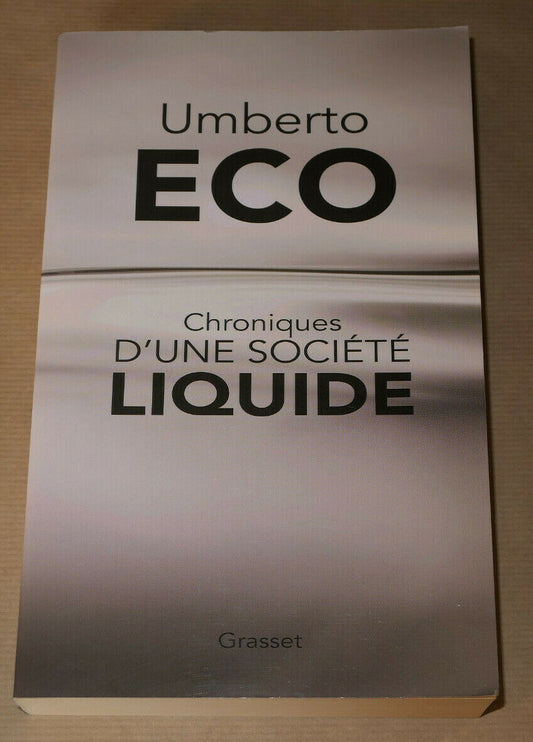 Umberto
ECO
Chroniques
D'UNE SOCIÉTÉ
LIQUIDE
Grasset